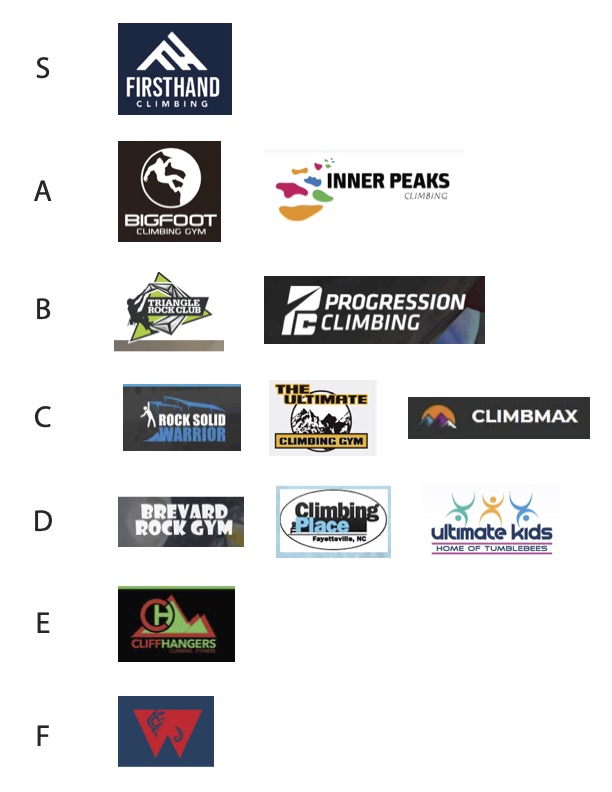 S
FIRSTHAND
CLIMBING
A
BIGFOOT
CLIMBING GYM
INNER PEAKS
CLIMBING
B
TRIANGLE
ROCK CLUB
PROGRESSION
CLIMBING
C
ROCK SOLID
WARRIOR
THE
ULTIMATE
CLIMBING GYM
CLIMBMAX
D
BREVARD
ROCK GYM
The Climbing
Place
Fayetteville, NC
ultimate kids
HOME OF TUMBLEBEES
E
CH
CLIFFHANGERS
CLIMBING FITNESS
F
W